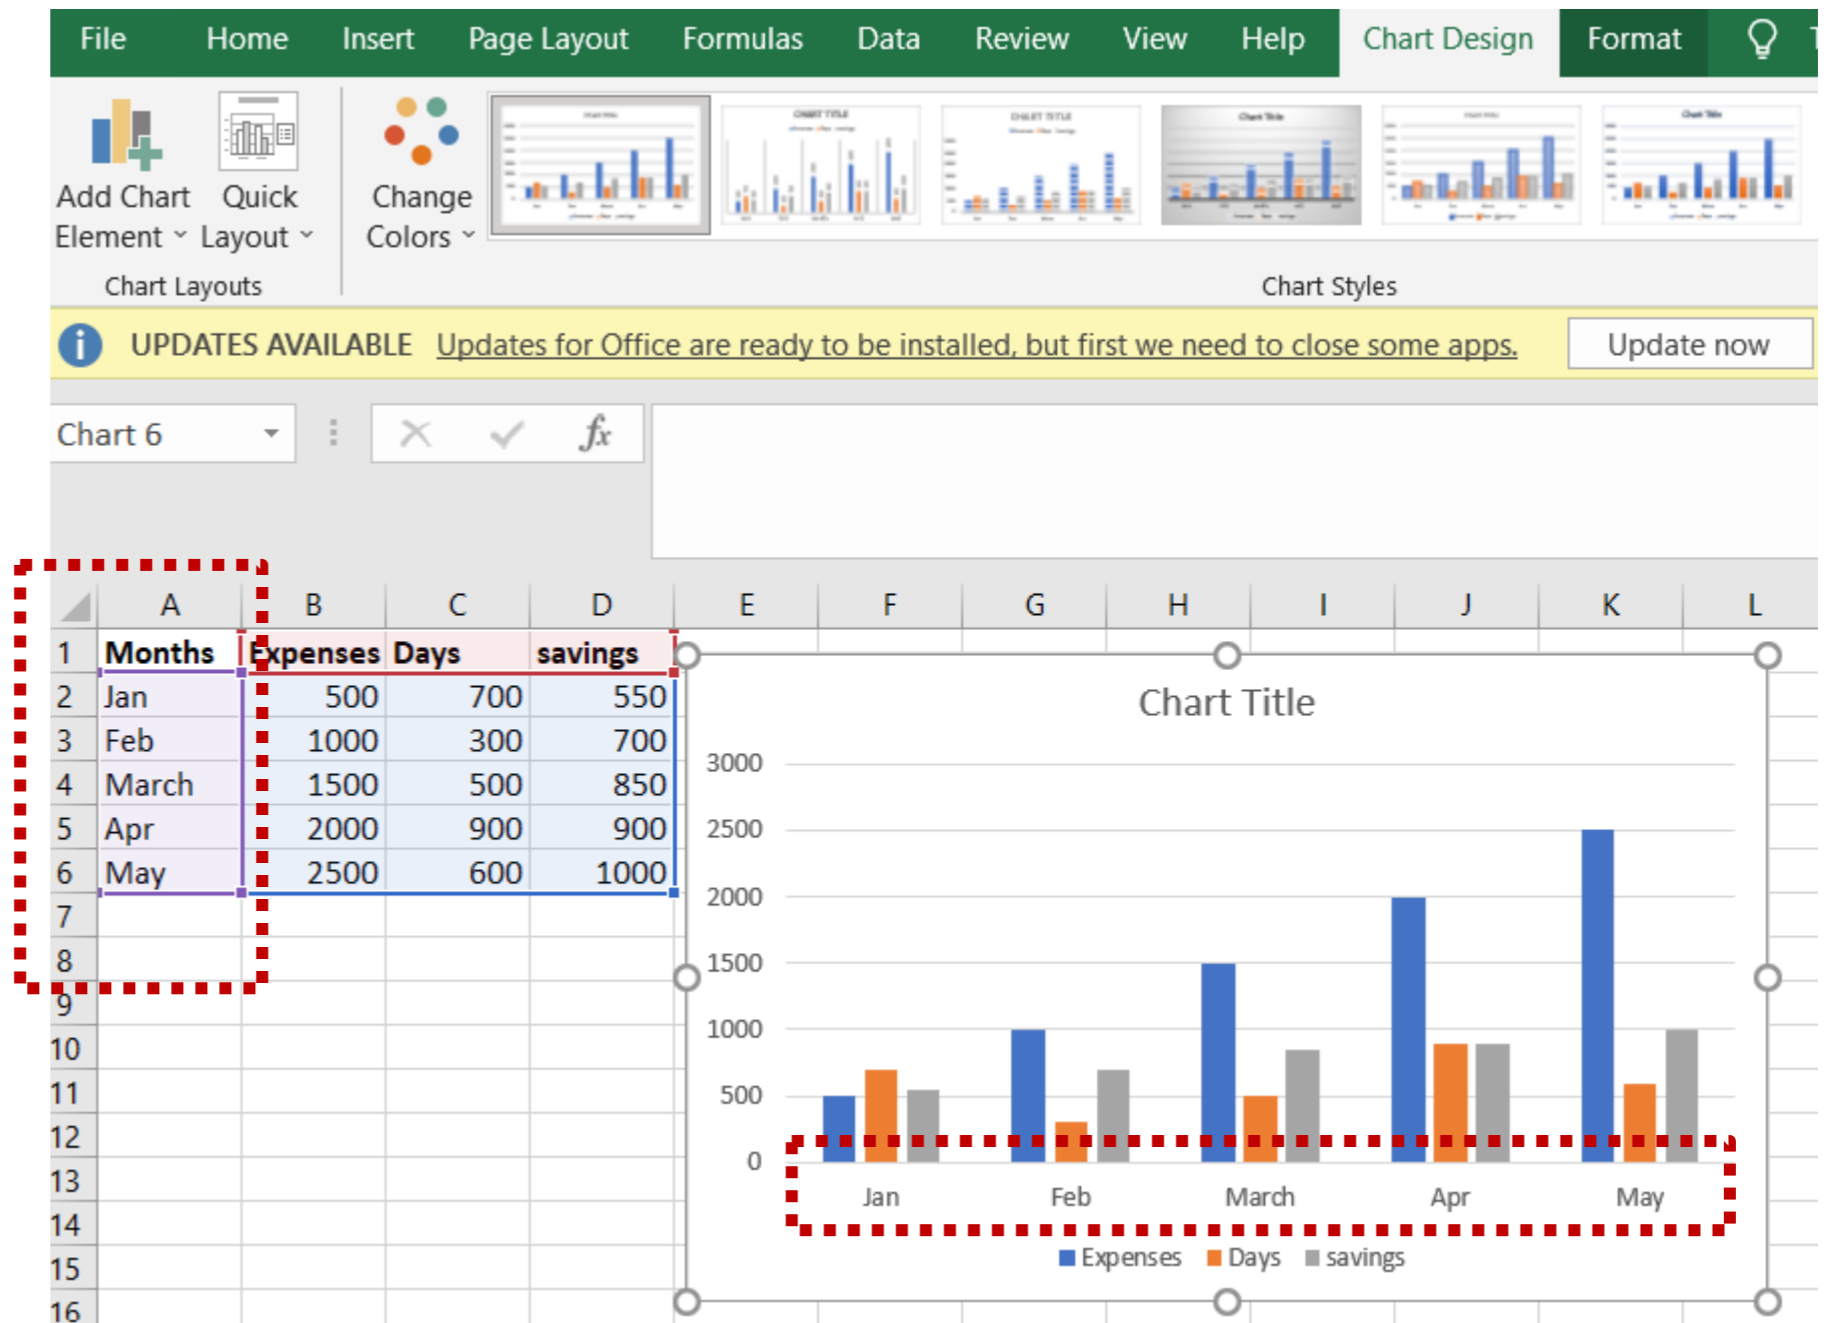 File Home Insert Page Layout Formulas Data Review View Help Chart Design Format
Add Chart Element Quick Layout Change Colors
Chart Layouts Chart Styles
UPDATES AVAILABLE Updates for Office are ready to be installed, but first we need to close some apps. Update now
Chart 6 fx
A B C D E F G H I J K L
1 Months Expenses Days savings
2 Jan 500 700 550
3 Feb 1000 300 700
4 March 1500 500 850
5 Apr 2000 900 900
6 May 2500 600 1000
7
8
9
10
11
12
13
14
15
16
Chart Title
3000
2500
2000
1500
1000
500
0
Jan Feb March Apr May
Expenses Days savings